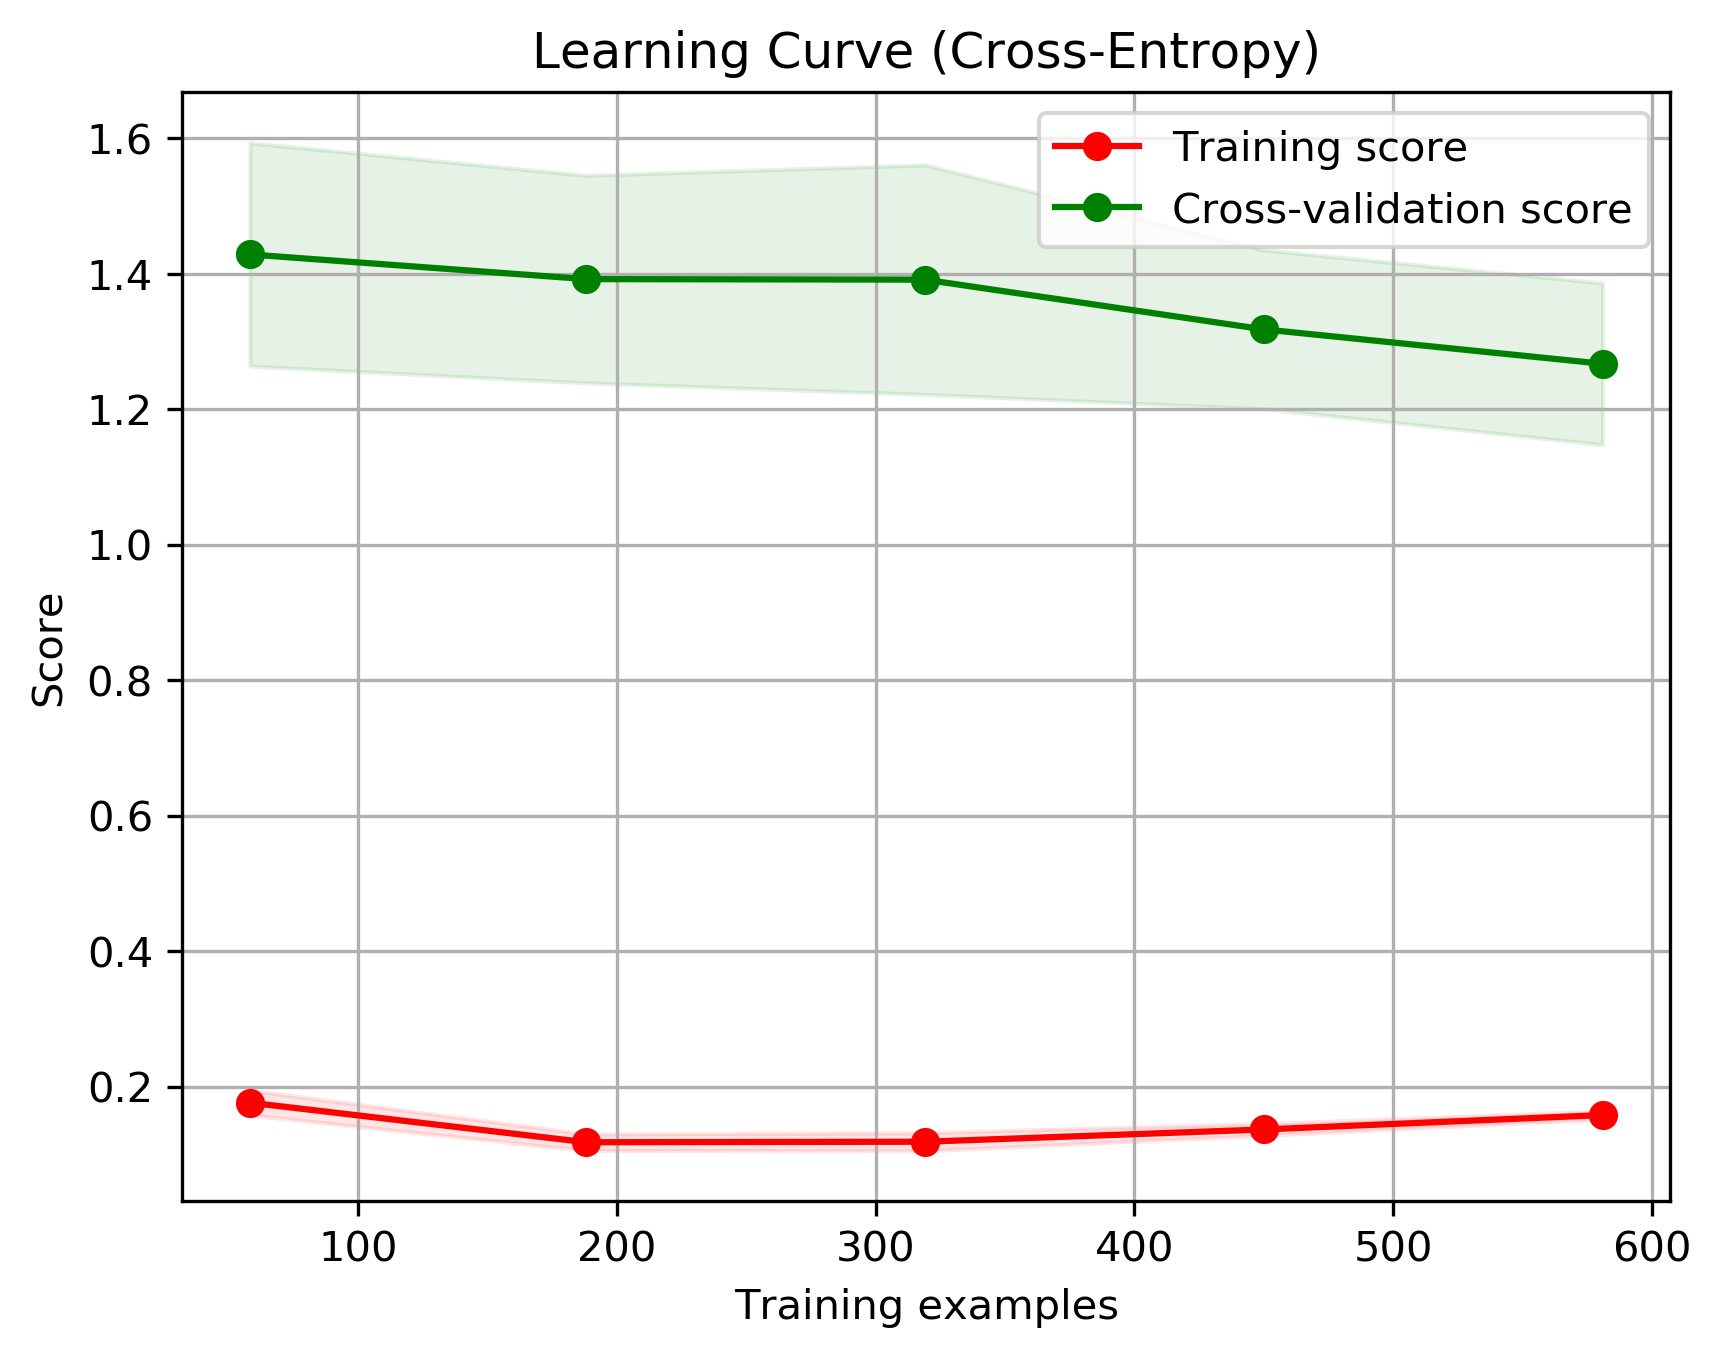 Learning Curve (Cross-Entropy)
Training score
Cross-validation score
1.6
1.4
1.2
1.0
0.8
0.6
0.4
0.2
Score
100 200 300 400 500 600
Training examples